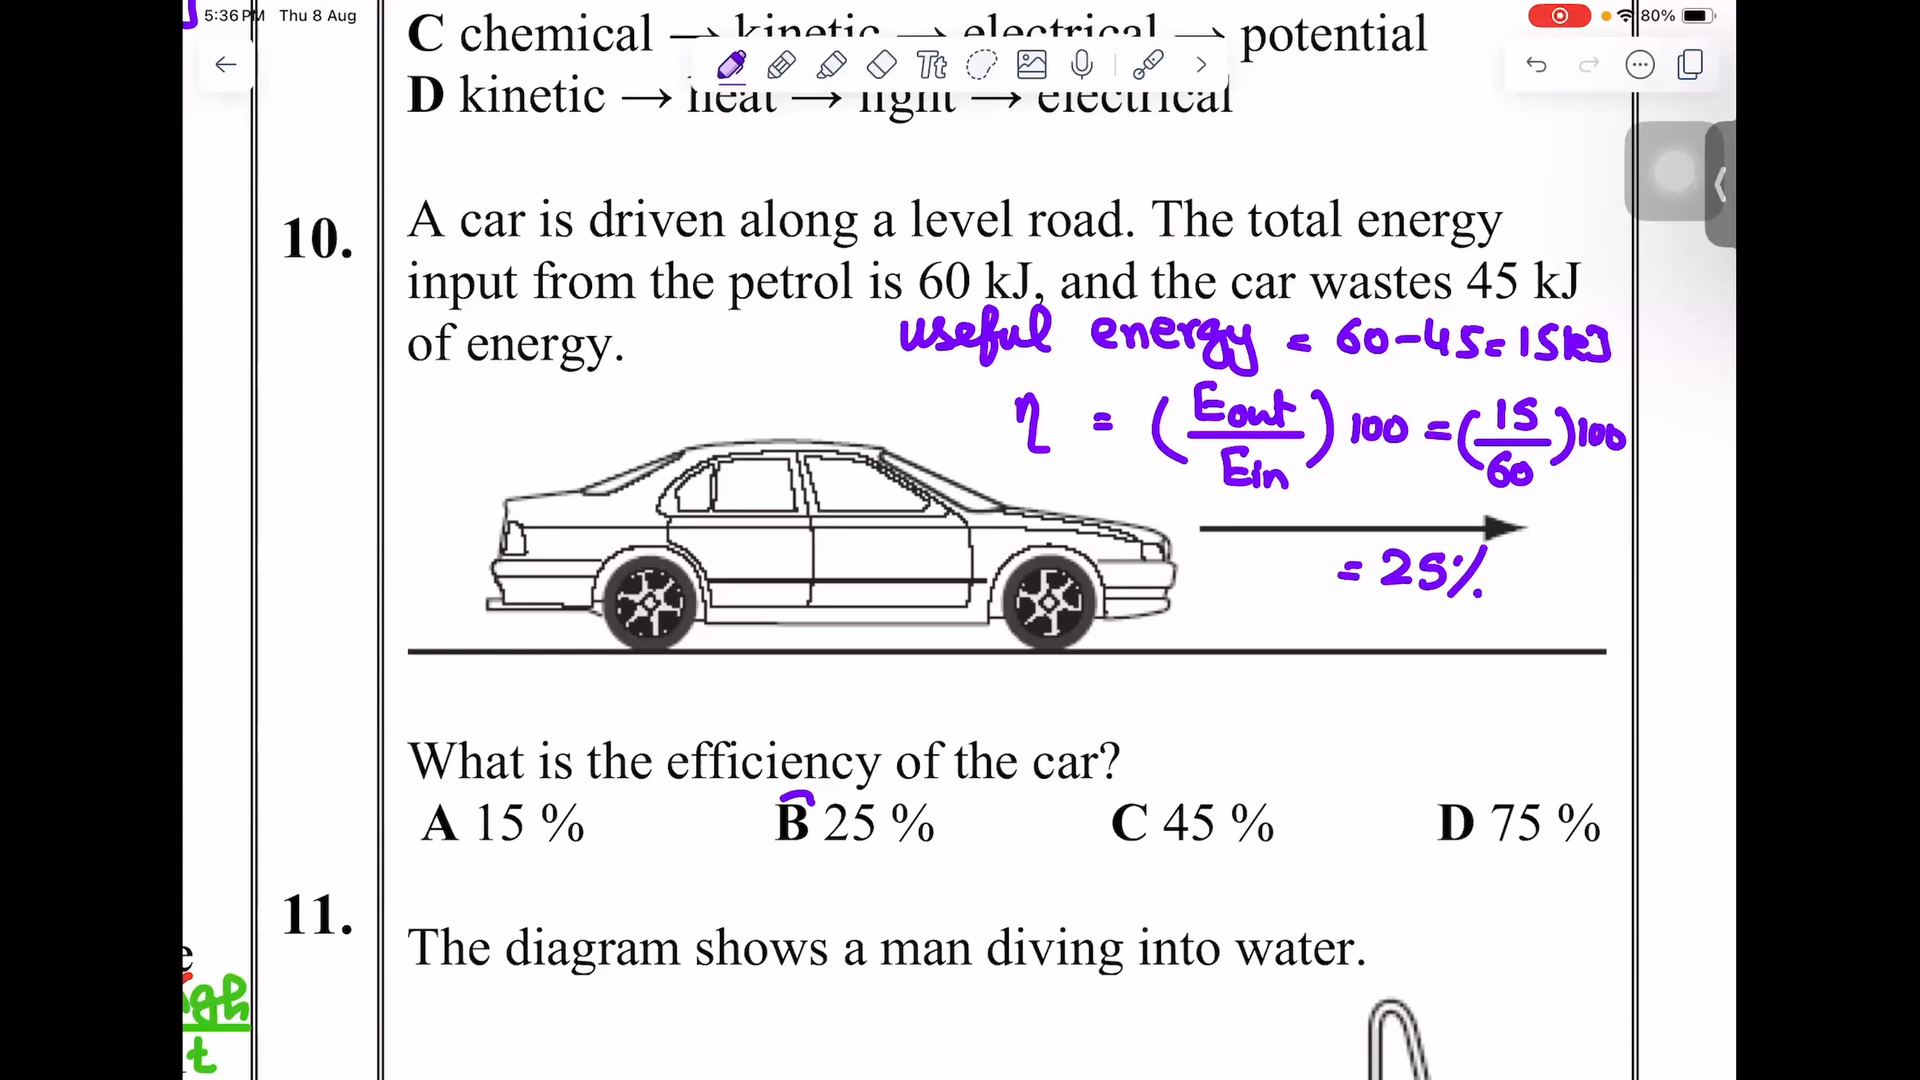 5:36 PM Thu 8 Aug
80%
C chemical → kinetic → electrical → potential
Tt
D kinetic → heat → light → electrical
10.
A car is driven along a level road. The total energy
input from the petrol is 60 kJ, and the car wastes 45 kJ
of energy.
useful energy = 60-45=15kJ
η = (Eout/Ein) 100 = (15/60)100
= 25%
What is the efficiency of the car?
A 15 % B 25 % C 45 % D 75 %
11.
The diagram shows a man diving into water.
e
gh
t